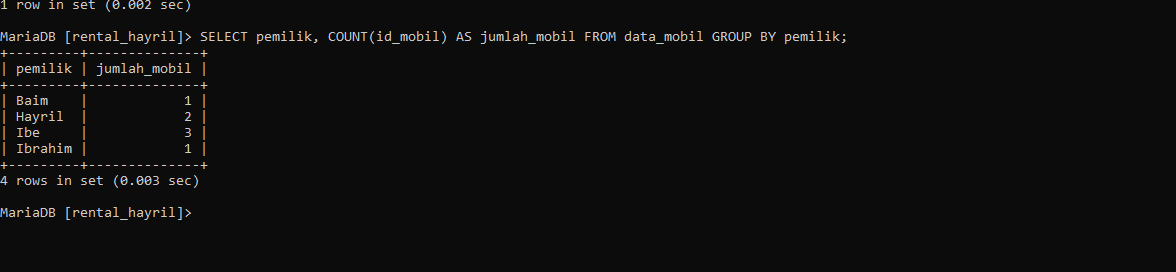 1 row in set (0.002 sec)

MariaDB [rental_hayril]> SELECT pemilik, COUNT(id_mobil) AS jumlah_mobil FROM data_mobil GROUP BY pemilik;
+---------+--------------+
| pemilik | jumlah_mobil |
+---------+--------------+
| Baim    |            1 |
| Hayril  |            2 |
| Ibe     |            3 |
| Ibrahim |            1 |
+---------+--------------+
4 rows in set (0.003 sec)

MariaDB [rental_hayril]>